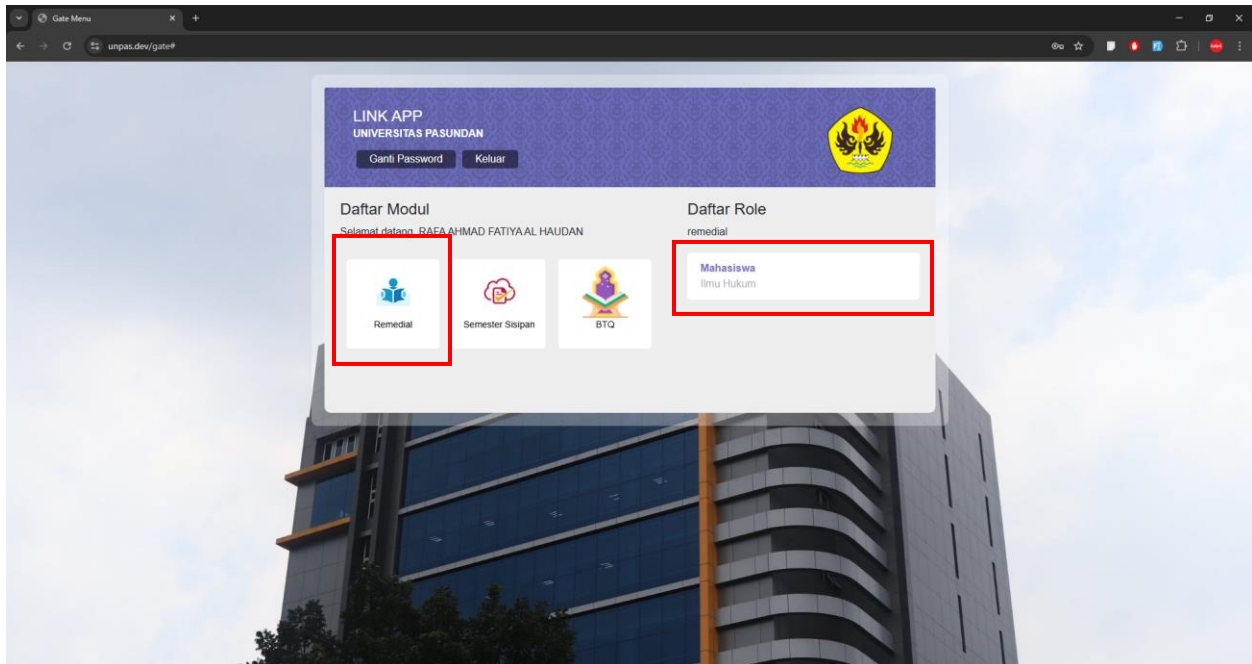 Gate Menu
unpas.dev/gate#
LINK APP
UNIVERSITAS PASUNDAN
Ganti Password
Keluar
Daftar Modul
Selamat datang, RAFA AHMAD FATIYA AL HAUDAN
Remedial
Semester Sisipan
BTQ
Daftar Role
remedial
Mahasiswa
Ilmu Hukum